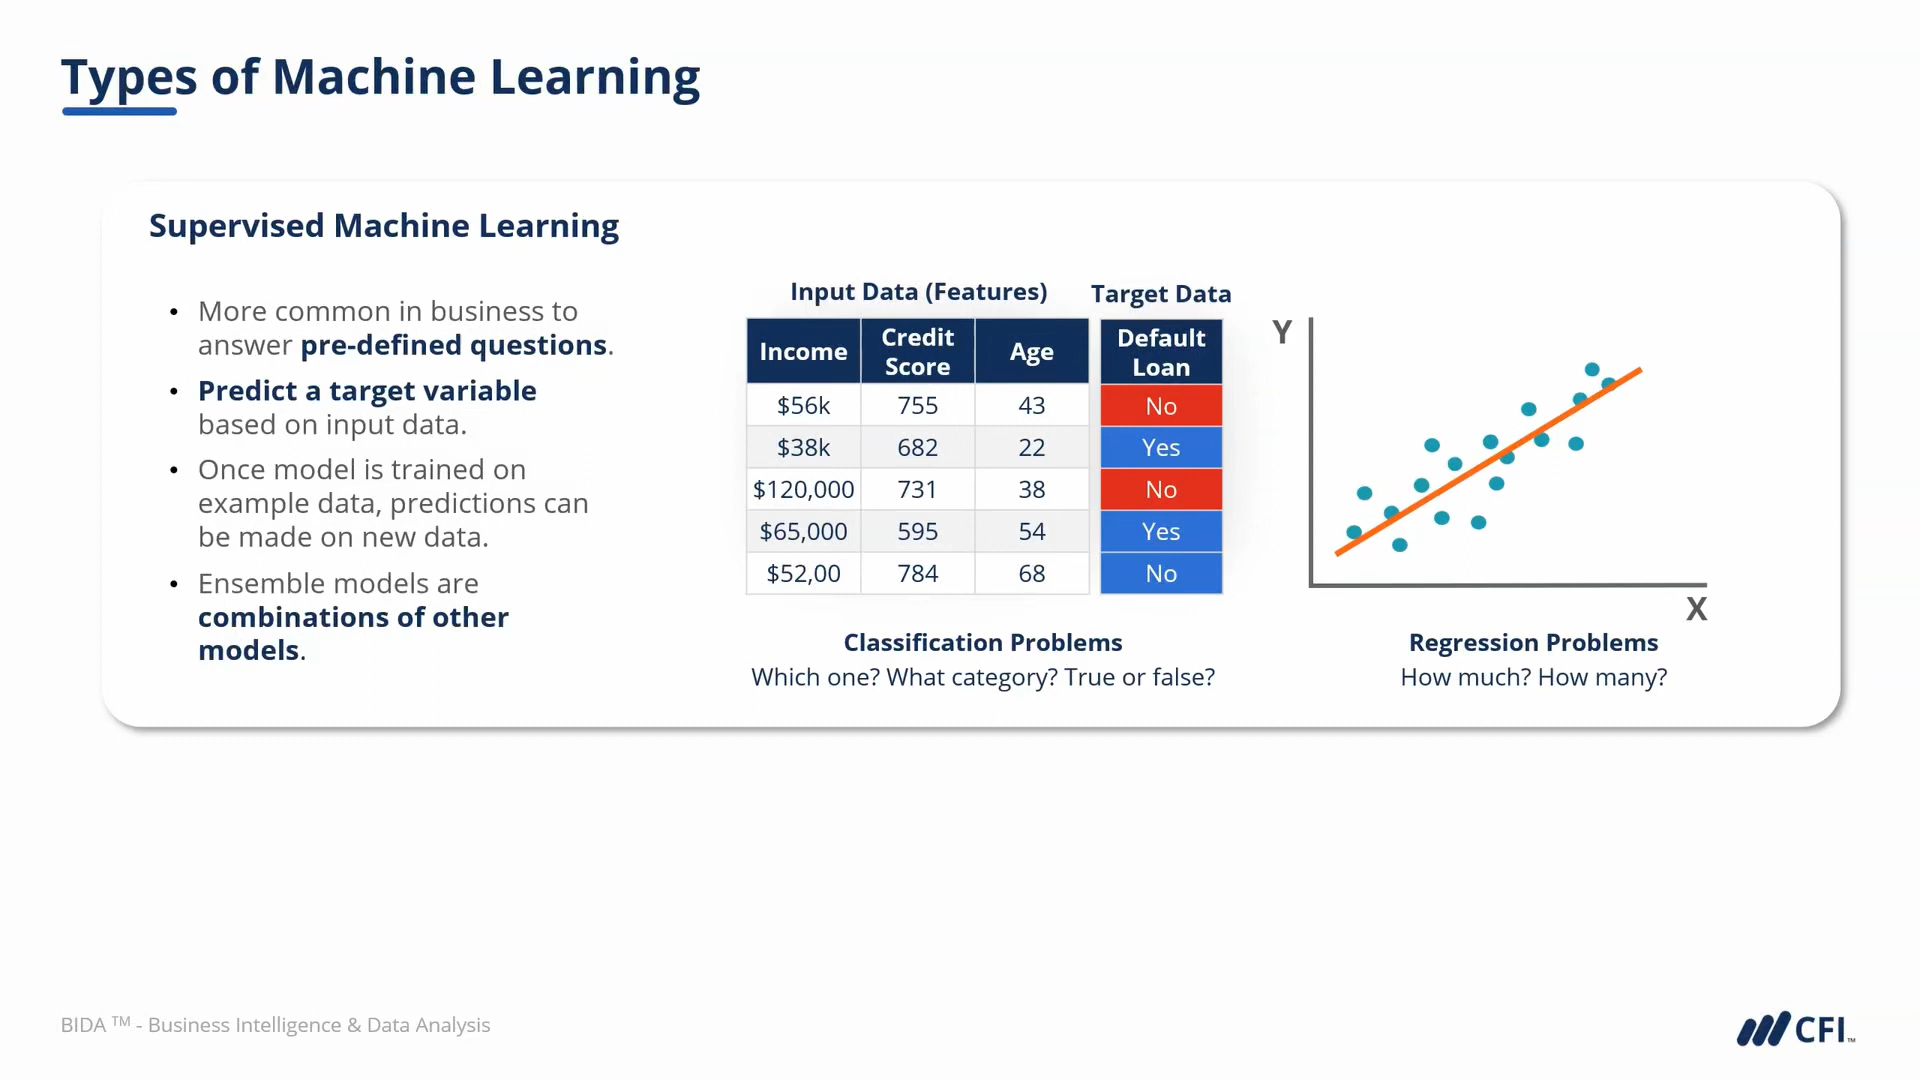 Types of Machine Learning
Supervised Machine Learning
• More common in business to
answer pre-defined questions.
• Predict a target variable
based on input data.
• Once model is trained on
example data, predictions can
be made on new data.
• Ensemble models are
combinations of other
models.
Input Data (Features) Target Data
Income Credit Score Age Default Loan
$56k 755 43 No
$38k 682 22 Yes
$120,000 731 38 No
$65,000 595 54 Yes
$52,00 784 68 No
Classification Problems
Which one? What category? True or false?
Y
X
Regression Problems
How much? How many?
BIDA ™ - Business Intelligence & Data Analysis
CFI™